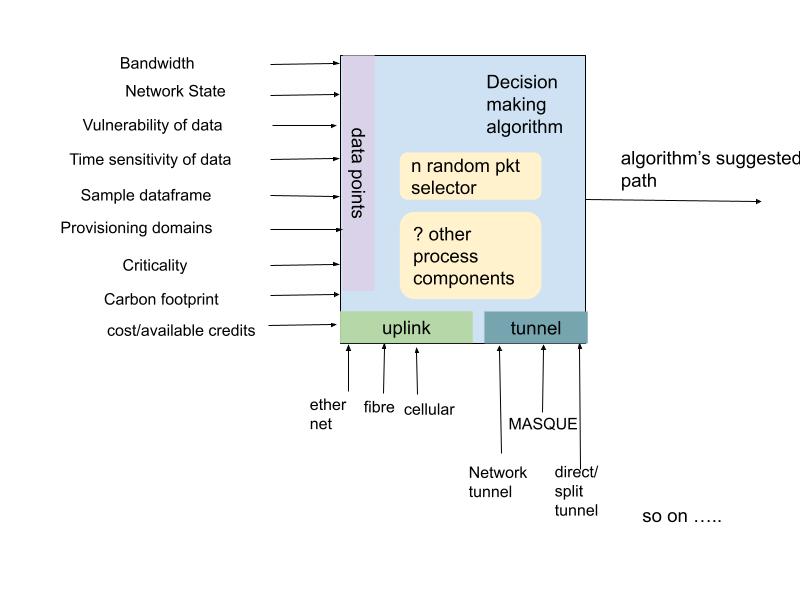 Bandwidth
Network State
Vulnerability of data
Time sensitivity of data
Sample dataframe
Provisioning domains
Criticality
Carbon footprint
cost/available credits
data points
Decision
making
algorithm
n random pkt
selector
? other
process
components
uplink
tunnel
algorithm's suggested
path
ether
net
fibre
cellular
MASQUE
Network
tunnel
direct/
split
tunnel
so on …..